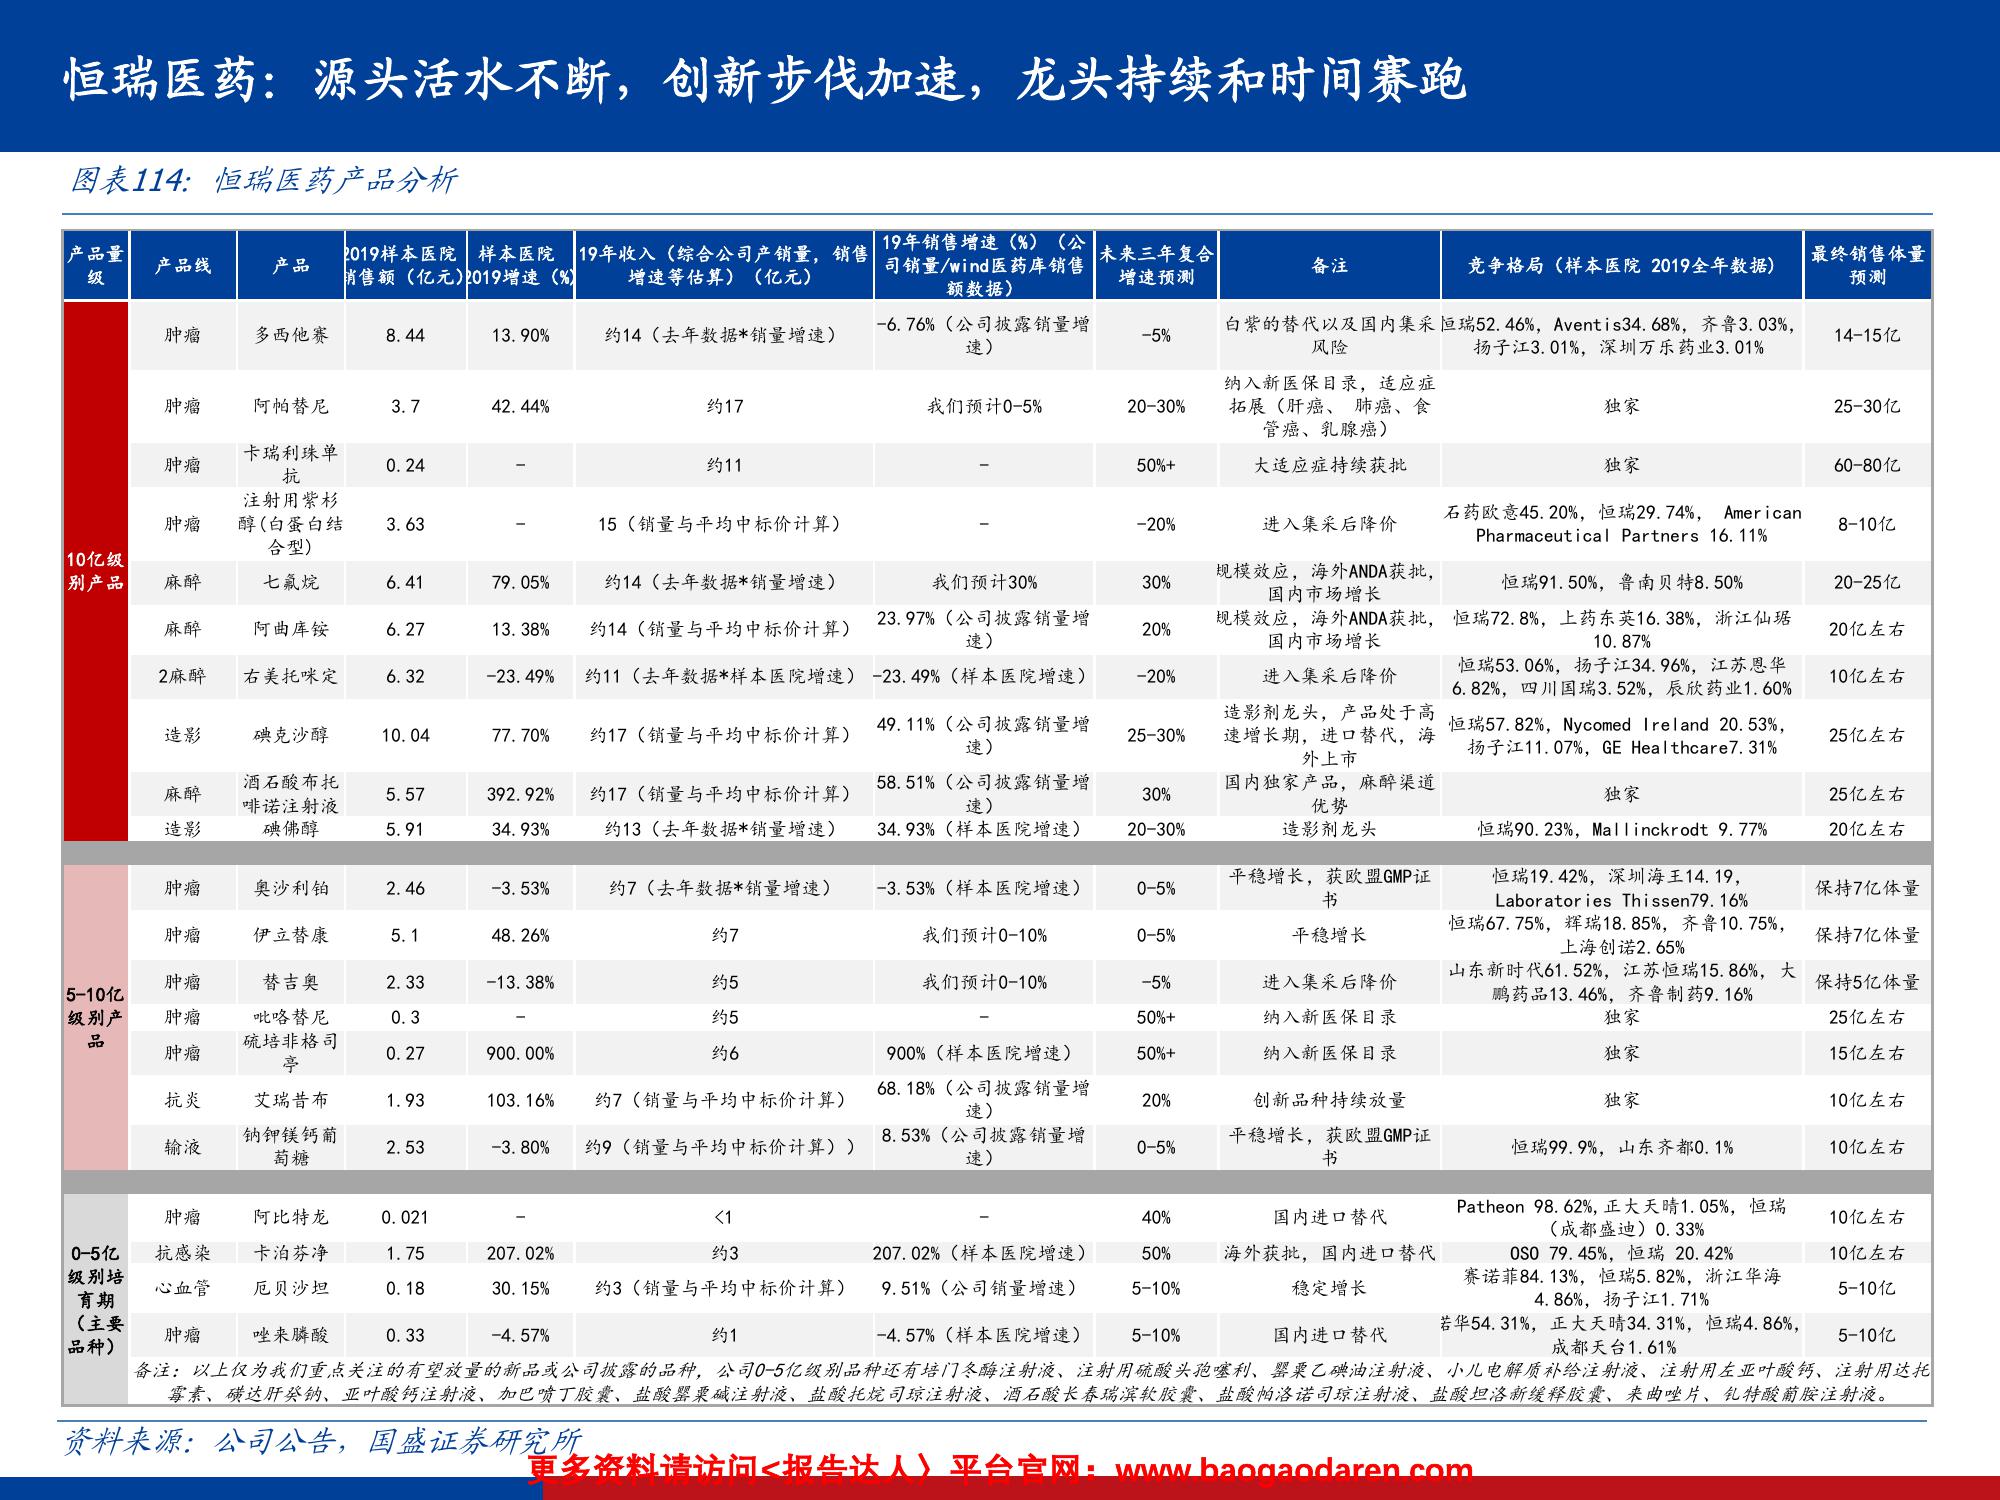 恒瑞医药：源头活水不断，创新步伐加速，龙头持续和时间赛跑
图表114: 恒瑞医药产品分析
产品量级 产品线 产品 2019样本医院销售额（亿元） 样本医院2019增速（%） 19年收入（综合公司产销量，销售增速等估算）（亿元） 19年销售增速（%）（公司销量/wind医药库销售额数据） 未来三年复合增速预测 备注 竞争格局（样本医院 2019全年数据） 最终销售体量预测
10亿级别产品
肿瘤 多西他赛 8.44 13.90% 约14（去年数据*销量增速） -6.76%（公司披露销量增速） -5% 白紫的替代以及国内集采风险 恒瑞52.46%, Aventis34.68%, 齐鲁3.03%, 扬子江3.01%, 深圳万乐药业3.01% 14-15亿
肿瘤 阿帕替尼 3.7 42.44% 约17 我们预计0-5% 20-30% 纳入新医保目录，适应症拓展（肝癌、 肺癌、食管癌、乳腺癌） 独家 25-30亿
肿瘤 卡瑞利珠单抗 0.24 - 约11 - 50%+ 大适应症持续获批 独家 60-80亿
肿瘤 注射用紫杉醇(白蛋白结合型) 3.63 - 15（销量与平均中标价计算） - -20% 进入集采后降价 石药欧意45.20%, 恒瑞29.74%, American Pharmaceutical Partners 16.11% 8-10亿
麻醉 七氟烷 6.41 79.05% 约14（去年数据*销量增速） 我们预计30% 30% 规模效应，海外ANDA获批，国内市场增长 恒瑞91.50%, 鲁南贝特8.50% 20-25亿
麻醉 阿曲库铵 6.27 13.38% 约14（销量与平均中标价计算） 23.97%（公司披露销量增速） 20% 规模效应，海外ANDA获批，国内市场增长 恒瑞72.8%, 上药东英16.38%, 浙江仙琚10.87% 20亿左右
2麻醉 右美托咪定 6.32 -23.49% 约11（去年数据*样本医院增速） -23.49%（样本医院增速） -20% 进入集采后降价 恒瑞53.06%, 扬子江34.96%, 江苏恩华6.82%, 四川国瑞3.52%, 辰欣药业1.60% 10亿左右
造影 碘克沙醇 10.04 77.70% 约17（销量与平均中标价计算） 49.11%（公司披露销量增速） 25-30% 造影剂龙头，产品处于高速增长期，进口替代，海外上市 恒瑞57.82%, Nycomed Ireland 20.53%, 扬子江11.07%, GE Healthcare7.31% 25亿左右
麻醉 酒石酸布托啡诺注射液 5.57 392.92% 约17（销量与平均中标价计算） 58.51%（公司披露销量增速） 30% 国内独家产品，麻醉渠道优势 独家 25亿左右
造影 碘佛醇 5.91 34.93% 约13（去年数据*销量增速） 34.93%（样本医院增速） 20-30% 造影剂龙头 恒瑞90.23%, Mallinckrodt 9.77% 20亿左右
5-10亿级别产品
肿瘤 奥沙利铂 2.46 -3.53% 约7（去年数据*销量增速） -3.53%（样本医院增速） 0-5% 平稳增长，获欧盟GMP证书 恒瑞19.42%, 深圳海王14.19, Laboratories Thissen79.16% 保持7亿体量
肿瘤 伊立替康 5.1 48.26% 约7 我们预计0-10% 0-5% 平稳增长 恒瑞67.75%, 辉瑞18.85%, 齐鲁10.75%, 上海创诺2.65% 保持7亿体量
肿瘤 替吉奥 2.33 -13.38% 约5 我们预计0-10% -5% 进入集采后降价 山东新时代61.52%, 江苏恒瑞15.86%, 大鹏药品13.46%, 齐鲁制药9.16% 保持5亿体量
肿瘤 吡咯替尼 0.3 - 约5 - 50%+ 纳入新医保目录 独家 25亿左右
肿瘤 硫培非格司亭 0.27 900.00% 约6 900%（样本医院增速） 50%+ 纳入新医保目录 独家 15亿左右
抗炎 艾瑞昔布 1.93 103.16% 约7（销量与平均中标价计算） 68.18%（公司披露销量增速） 20% 创新品种持续放量 独家 10亿左右
输液 钠钾镁钙葡萄糖 2.53 -3.80% 约9（销量与平均中标价计算）） 8.53%（公司披露销量增速） 0-5% 平稳增长，获欧盟GMP证书 恒瑞99.9%, 山东齐都0.1% 10亿左右
0-5亿级别培育期（主要品种）
肿瘤 阿比特龙 0.021 - <1 - 40% 国内进口替代 Patheon 98.62%,正大天晴1.05%, 恒瑞（成都盛迪）0.33% 10亿左右
抗感染 卡泊芬净 1.75 207.02% 约3 207.02%（样本医院增速） 50% 海外获批，国内进口替代 OSO 79.45%, 恒瑞 20.42% 10亿左右
心血管 厄贝沙坦 0.18 30.15% 约3（销量与平均中标价计算） 9.51%（公司销量增速） 5-10% 稳定增长 赛诺菲84.13%, 恒瑞5.82%, 浙江华海4.86%, 扬子江1.71% 5-10亿
肿瘤 唑来膦酸 0.33 -4.57% 约1 -4.57%（样本医院增速） 5-10% 国内进口替代 诺华54.31%, 正大天晴34.31%, 恒瑞4.86%, 成都天台1.61% 5-10亿
备注：以上仅为我们重点关注的有望放量的新品或公司披露的品种，公司0-5亿级别品种还有培门冬酶注射液、注射用硫酸头孢噻利、罂粟乙碘油注射液、小儿电解质补给注射液、注射用左亚叶酸钙、注射用达托
霉素、磺达肝癸钠、亚叶酸钙注射液、加巴喷丁胶囊、盐酸罂粟碱注射液、盐酸托烷司琼注射液、酒石酸长春瑞滨软胶囊、盐酸帕洛诺司琼注射液、盐酸坦洛新缓释胶囊、来曲唑片、钆特酸葡胺注射液。
资料来源：公司公告，国盛证券研究所
更多资料请访问<报告达人〉平台官网：www.baogaodaren.com